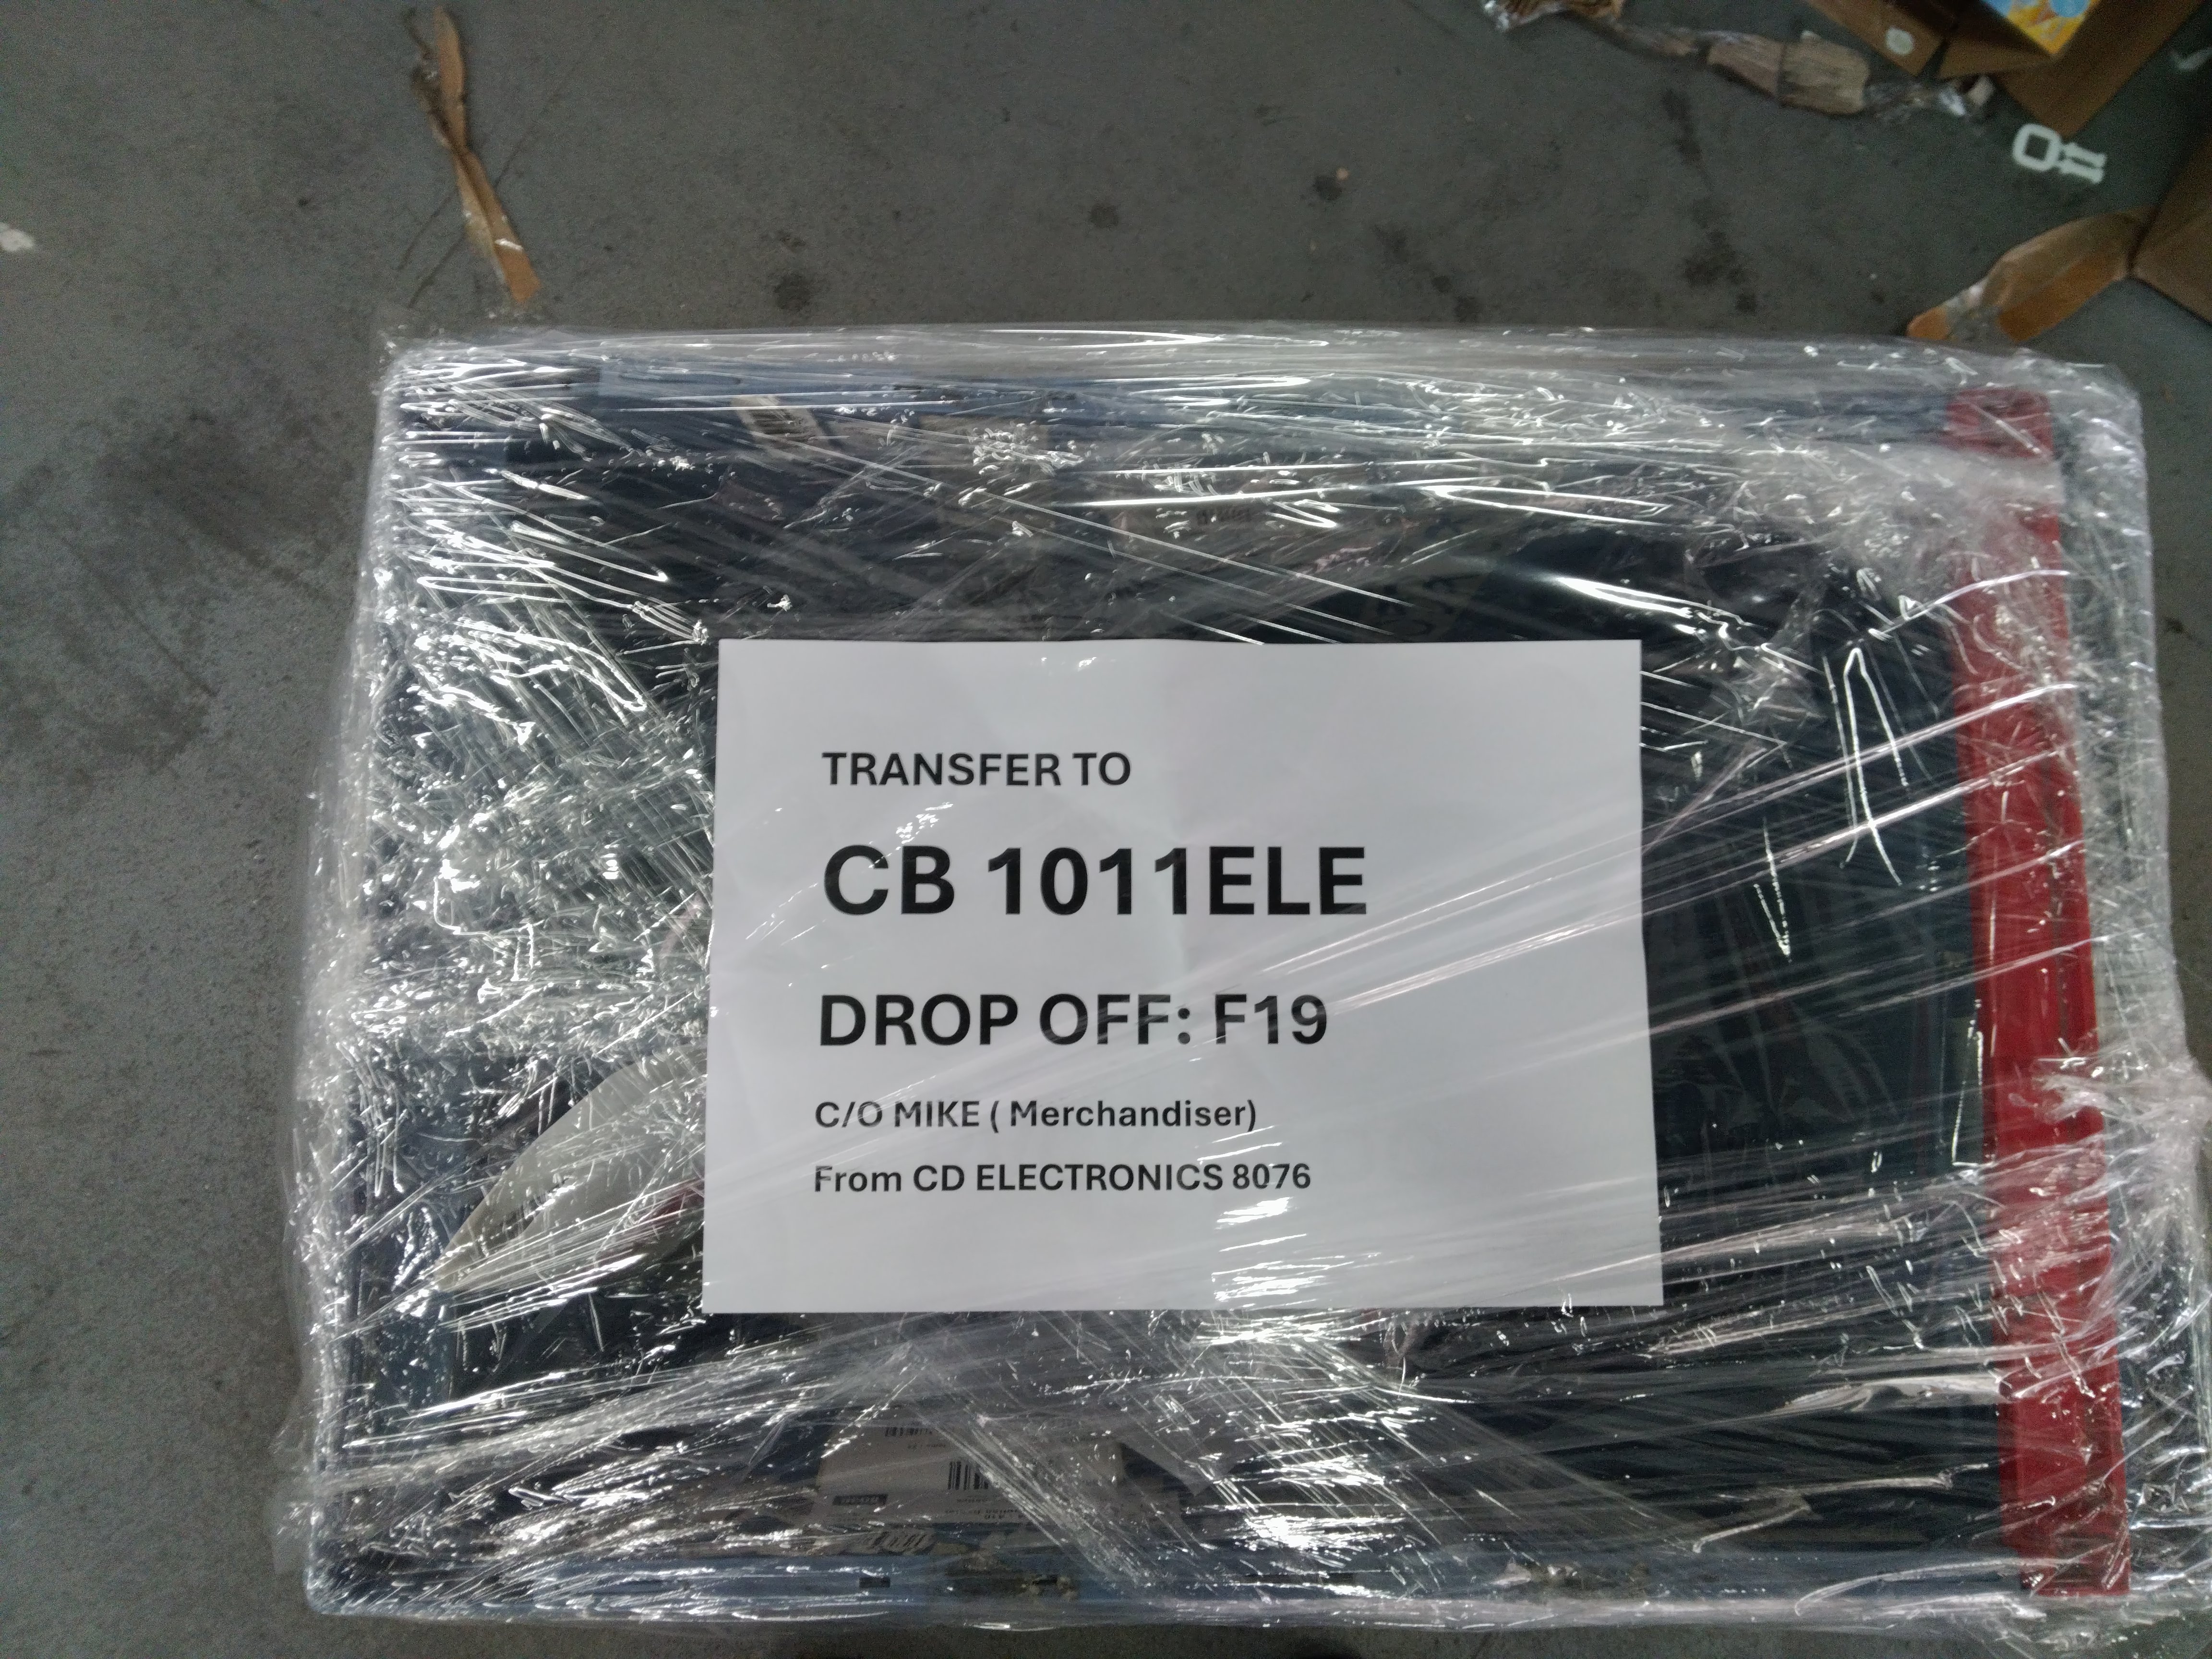 TRANSFER TO
CB 1011ELE
DROP OFF: F19
C/O MIKE ( Merchandiser)
From CD ELECTRONICS 8076